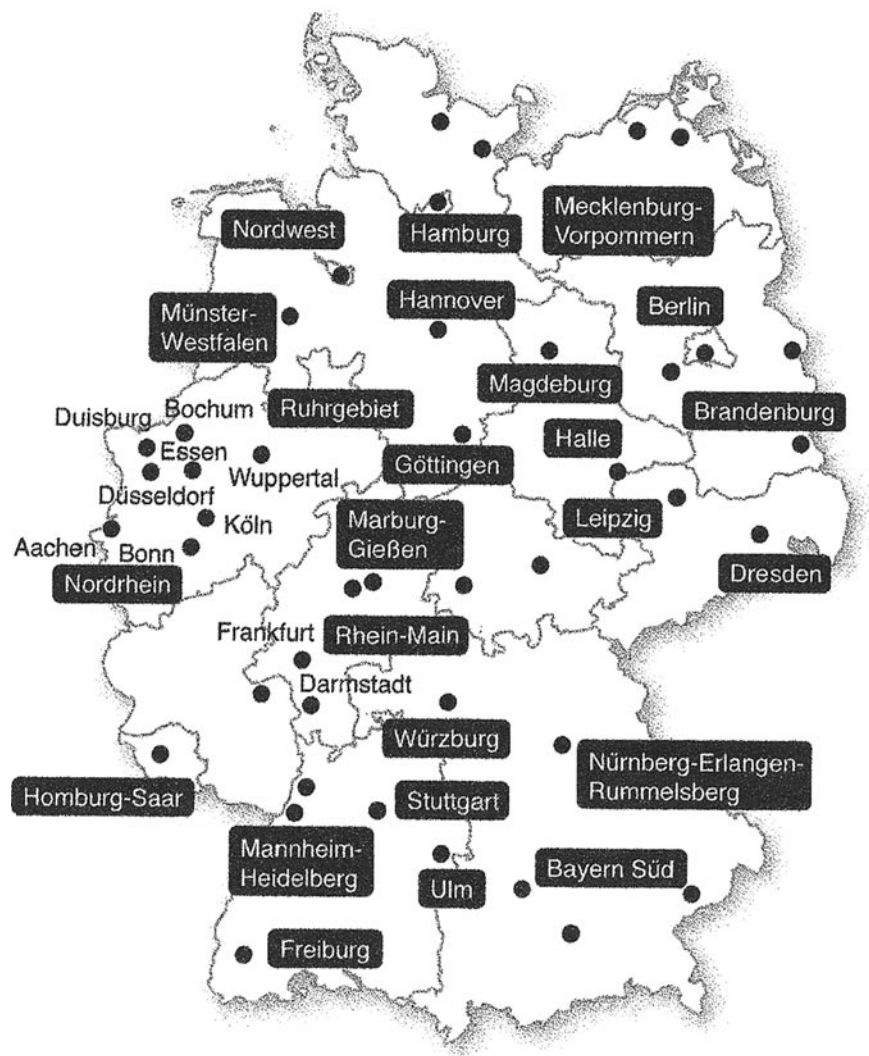 Nordwest
Hamburg
Mecklenburg-
Vorpommern
Münster-
Westfalen
Hannover
Berlin
Magdeburg
Ruhrgebiet
Brandenburg
Duisburg
Bochum
Essen
Wuppertal
Halle
Göttingen
Düsseldorf
Köln
Marburg-
Gießen
Leipzig
Aachen
Bonn
Nordrhein
Dresden
Frankfurt
Rhein-Main
Darmstadt
Würzburg
Nürnberg-Erlangen-
Rummelsberg
Homburg-Saar
Stuttgart
Mannheim-
Heidelberg
Ulm
Bayern Süd
Freiburg